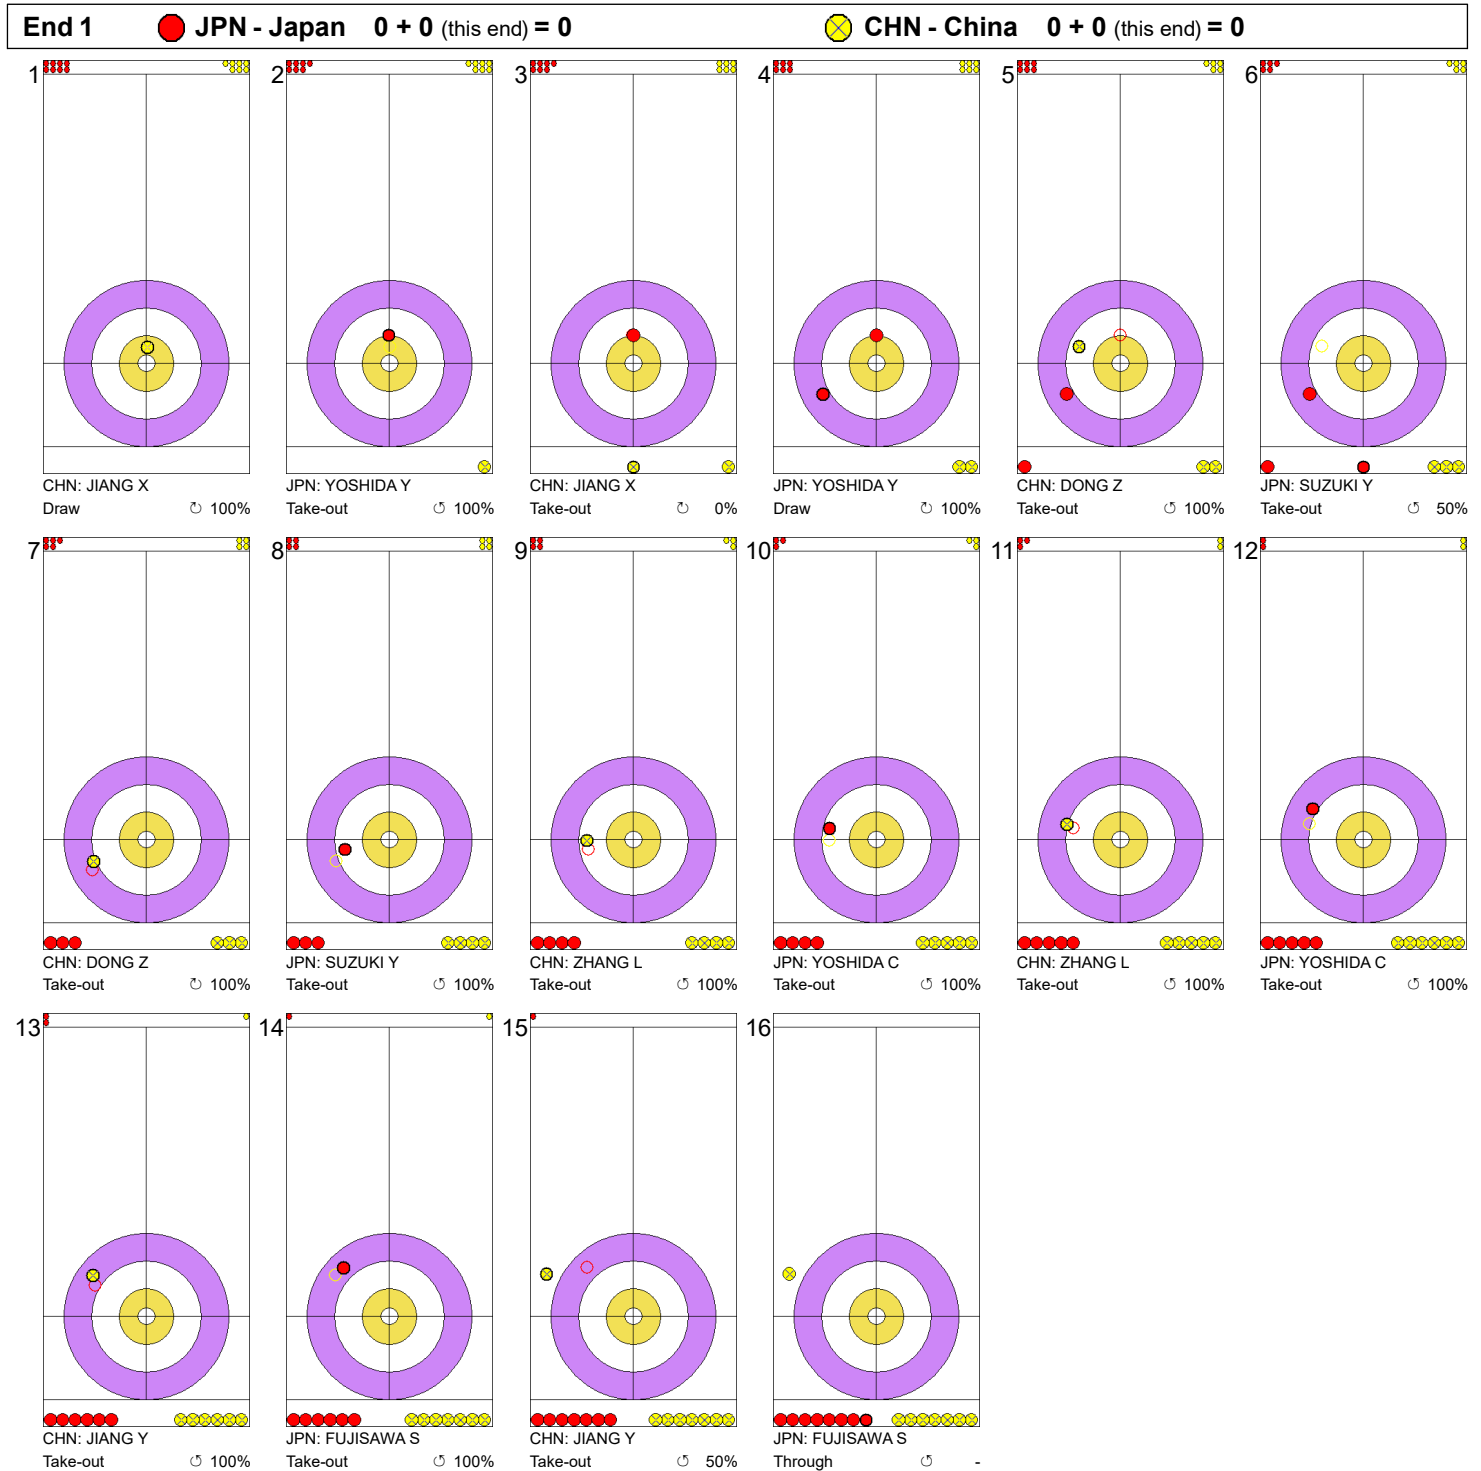 End 1 JPN - Japan 0 + 0 (this end) = 0 CHN - China 0 + 0 (this end) = 0
1 2 3 4 5 6
CHN: JIANG X JPN: YOSHIDA Y CHN: JIANG X JPN: YOSHIDA Y CHN: DONG Z JPN: SUZUKI Y
Draw ↻ 100% Take-out ↺ 100% Take-out ↻ 0% Draw ↻ 100% Take-out ↺ 100% Take-out ↺ 50%
7 8 9 10 11 12
CHN: DONG Z JPN: SUZUKI Y CHN: ZHANG L JPN: YOSHIDA C CHN: ZHANG L JPN: YOSHIDA C
Take-out ↻ 100% Take-out ↺ 100% Take-out ↺ 100% Take-out ↺ 100% Take-out ↺ 100% Take-out ↺ 100%
13 14 15 16
CHN: JIANG Y JPN: FUJISAWA S CHN: JIANG Y JPN: FUJISAWA S
Take-out ↺ 100% Take-out ↺ 100% Take-out ↺ 50% Through ↺ -